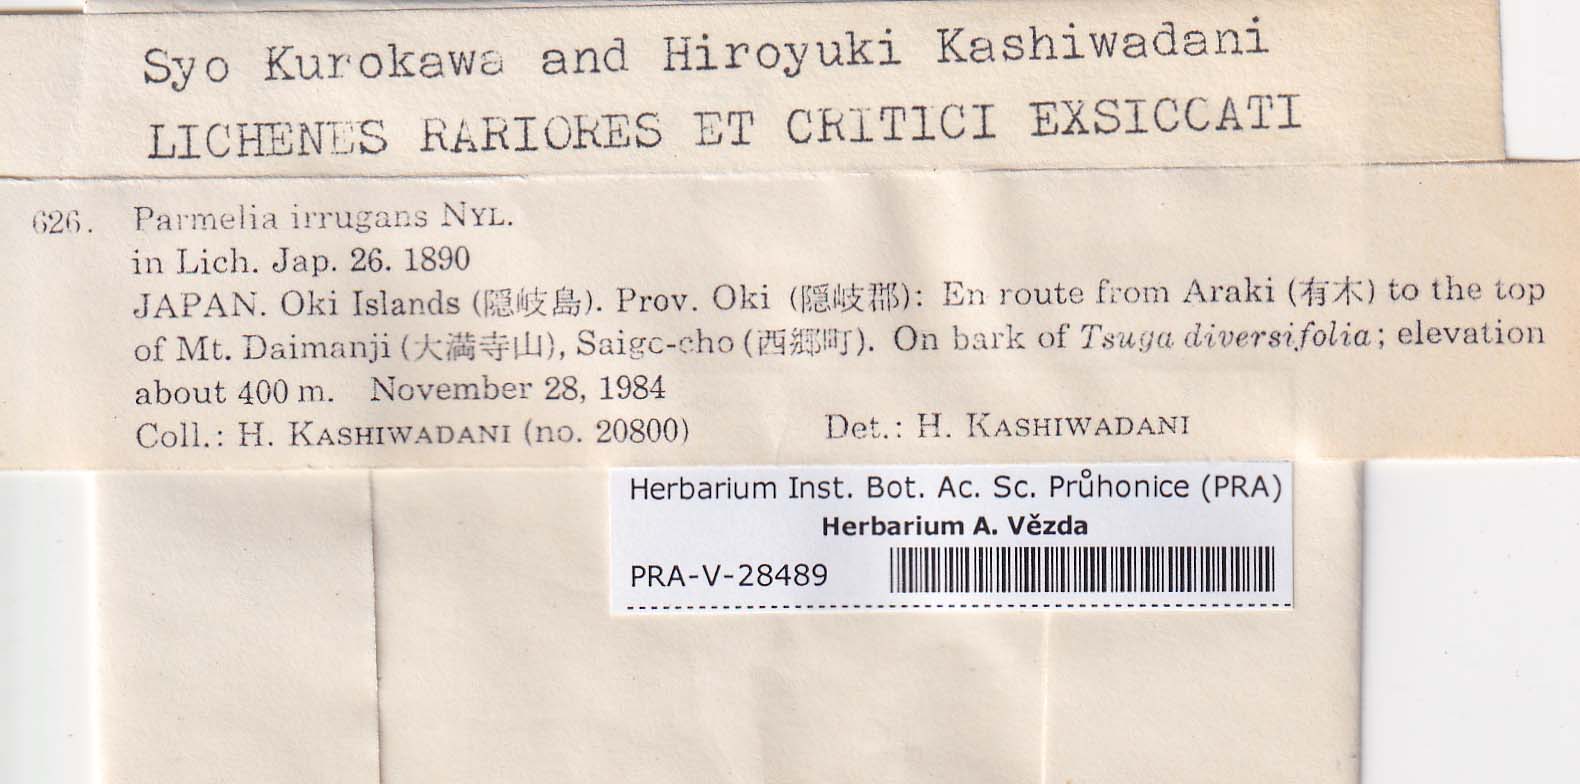 Syo Kurokawa and Hiroyuki Kashiwadani
LICHENES RARIORES ET CRITICI EXSICCATI
626. Parmelia irrugans NYL.
in Lich. Jap. 26. 1890
JAPAN. Oki Islands (隠岐島). Prov. Oki (隠岐郡): En route from Araki (有木) to the top
of Mt. Daimanji (大満寺山), Saigo-cho (西郷町). On bark of Tsuga diversifolia; elevation
about 400 m. November 28, 1984
Coll.: H. KASHIWADANI (no. 20800) Det.: H. KASHIWADANI
Herbarium Inst. Bot. Ac. Sc. Průhonice (PRA)
Herbarium A. Vězda
PRA-V-28489